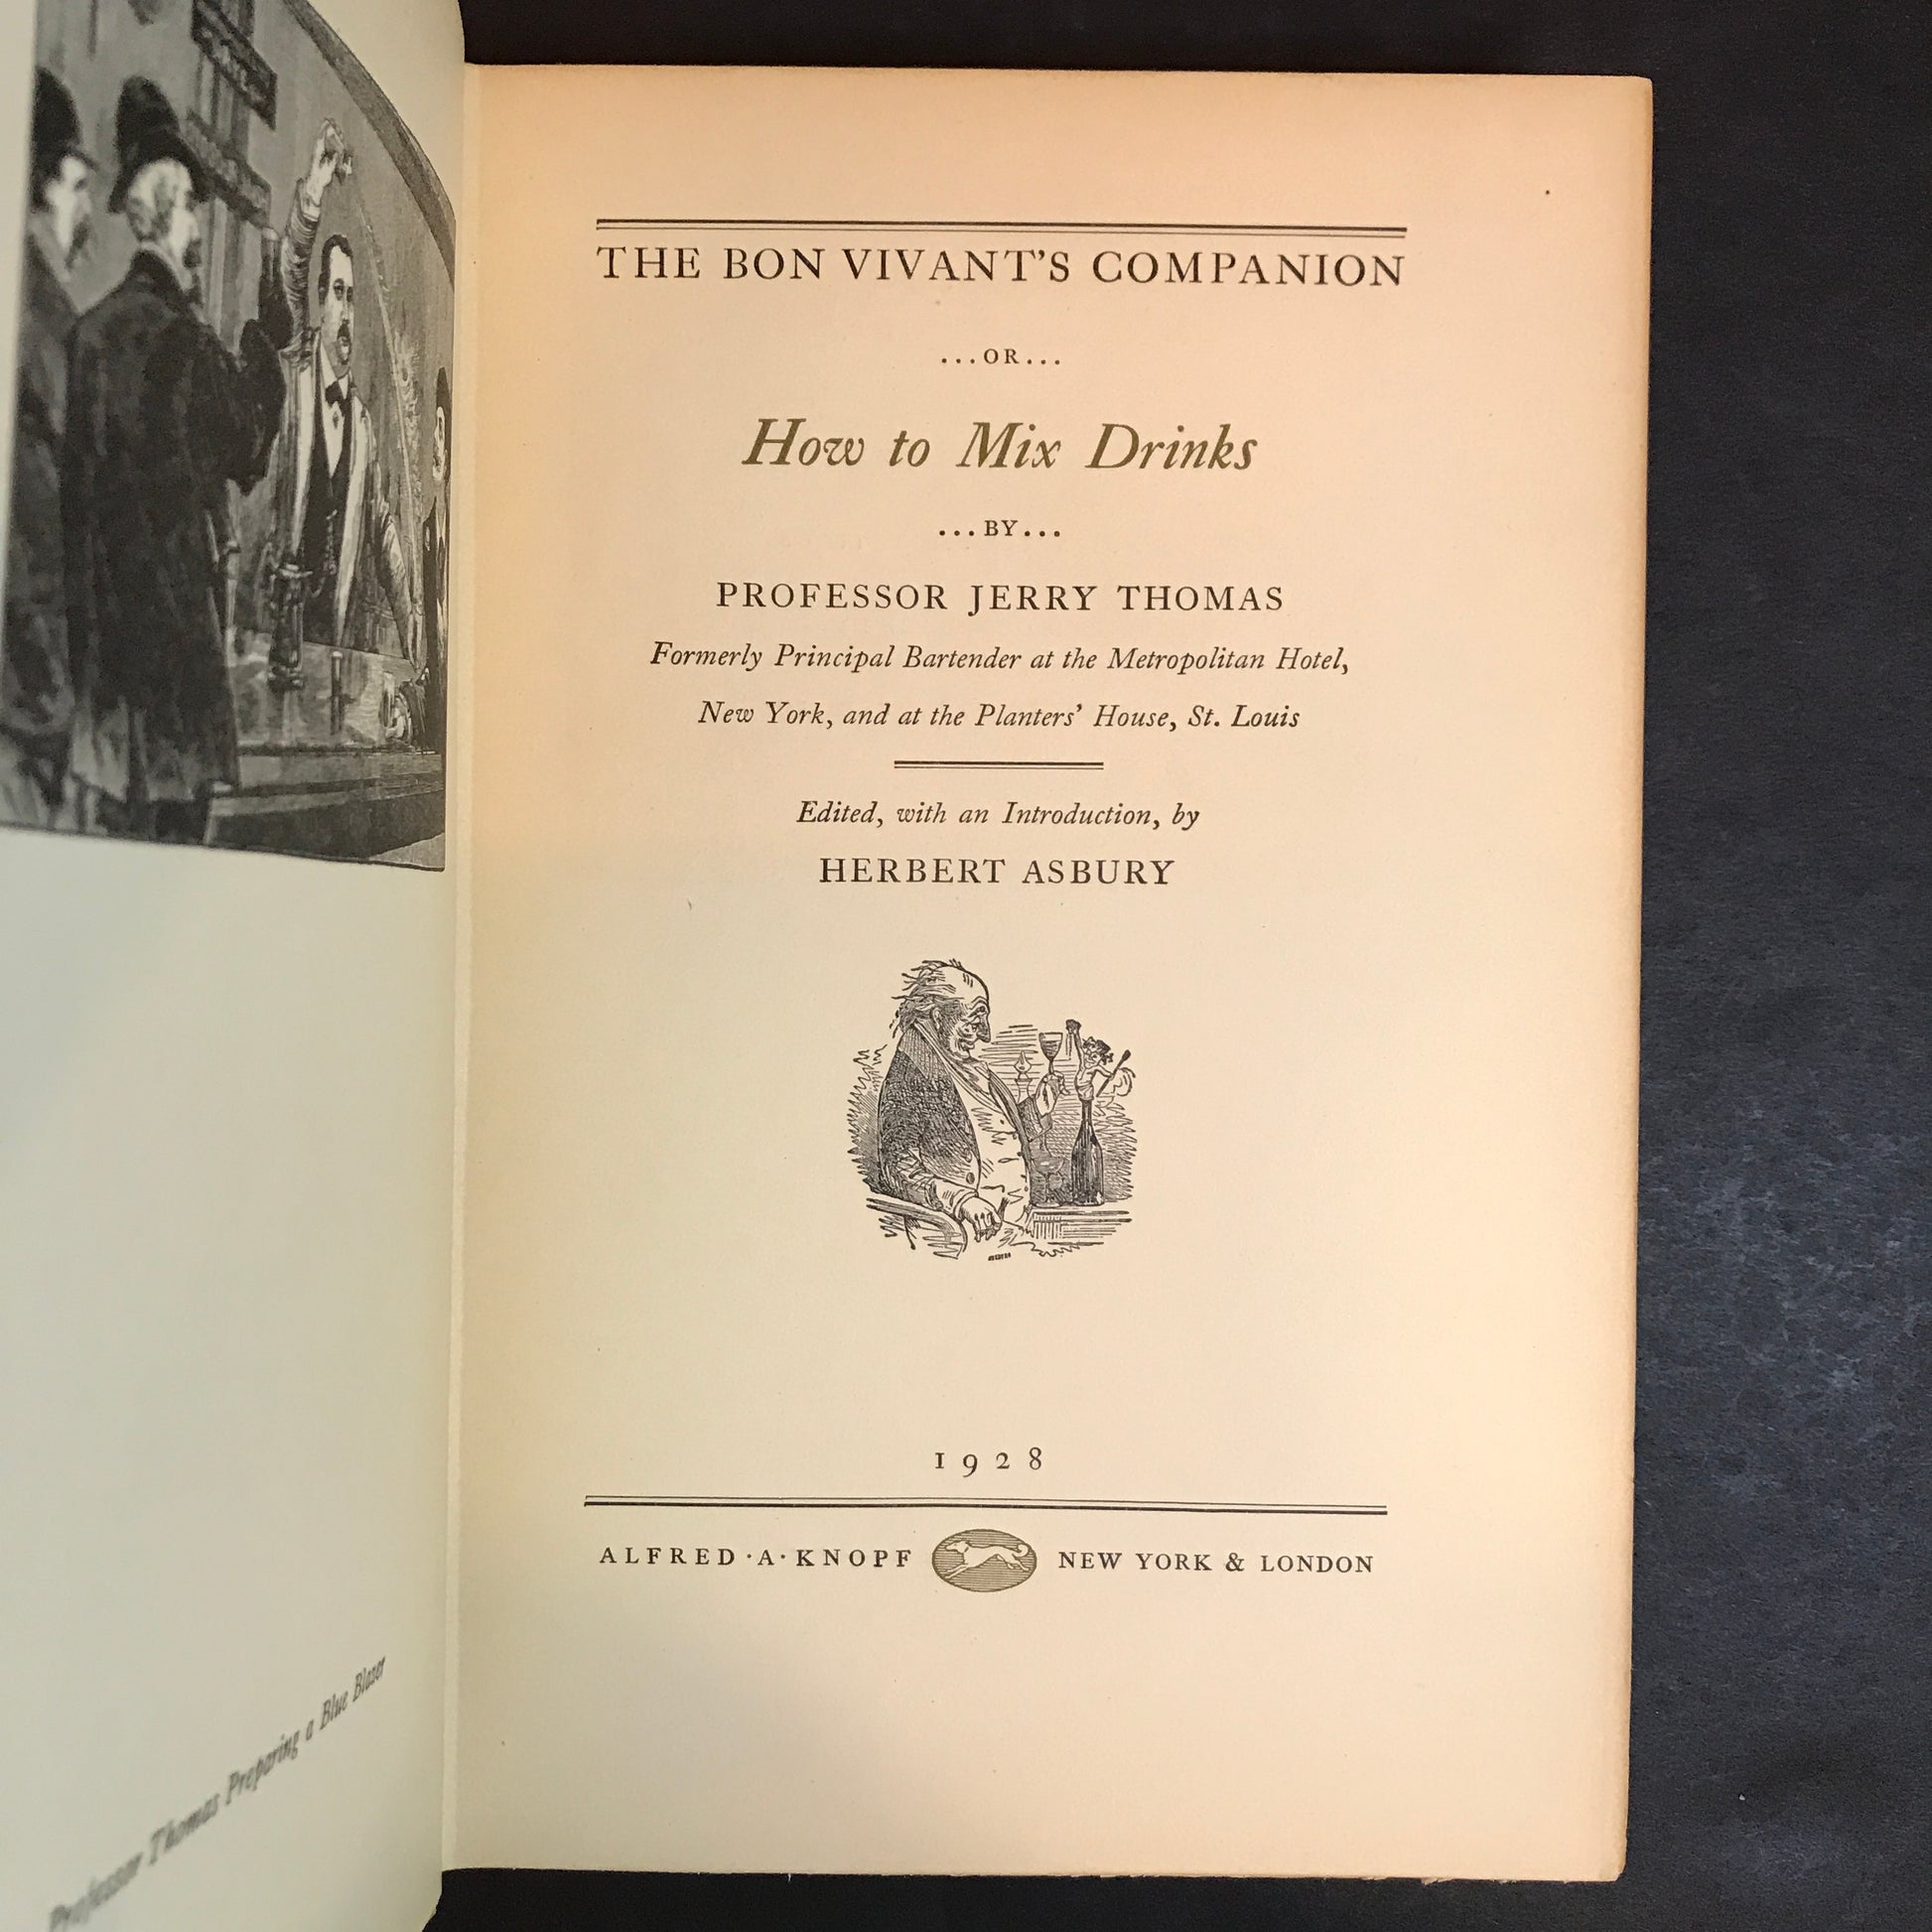 Professor Thomas Preparing a Blue Blazer
THE BON VIVANT'S COMPANION
...OR...
How to Mix Drinks
...BY...
PROFESSOR JERRY THOMAS
Formerly Principal Bartender at the Metropolitan Hotel,
New York, and at the Planters' House, St. Louis
Edited, with an Introduction, by
HERBERT ASBURY
1928
ALFRED·A·KNOPF NEW YORK & LONDON